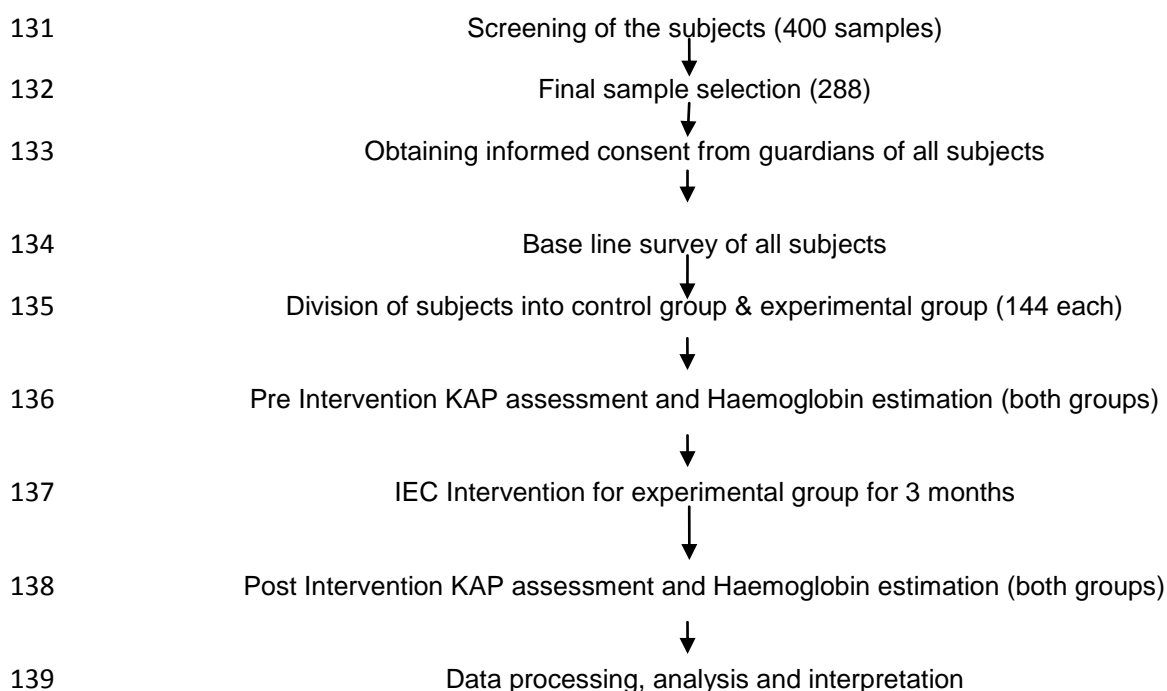 131 Screening of the subjects (400 samples)
132 Final sample selection (288)
133 Obtaining informed consent from guardians of all subjects
134 Base line survey of all subjects
135 Division of subjects into control group & experimental group (144 each)
136 Pre Intervention KAP assessment and Haemoglobin estimation (both groups)
137 IEC Intervention for experimental group for 3 months
138 Post Intervention KAP assessment and Haemoglobin estimation (both groups)
139 Data processing, analysis and interpretation